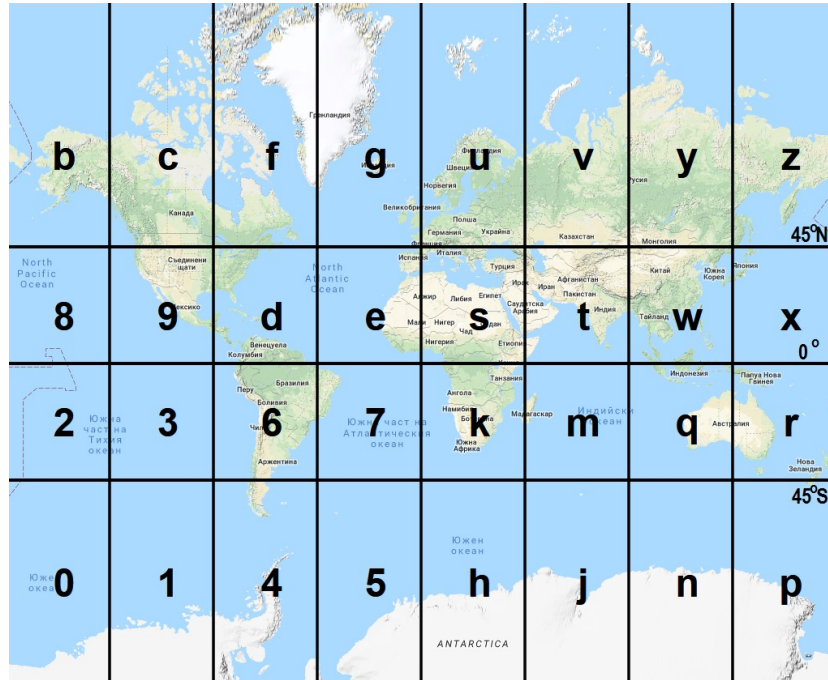 Гренландия
b c f g u v y z
Исландия
Финландия
Швеция
Норвегия
Русия
Канада
Великобритания
Полша
Германия
Украйна
Казахстан
Франция
Монголия
45°N
North
Pacific
Ocean
Съединени
щати
North
Atlantic
Ocean
Испания
Италия
Турция
Ирак
Иран
Афганистан
Пакистан
Китай
Южна
Корея
Япония
Алжир
Либия
Египет
Саудитска
Арабия
8 9 d e s t w x
Мексико
Мали
Нигер
Чад
Судан
Индия
Тайланд
Венецуела
Колумбия
Нигерия
Етиопия
0°
Индонезия
Папуа Нова
Гвинея
Перу
Бразилия
Танзания
Ангола
Боливия
Намибия
Ботсвана
Мадагаскар
Южна
част на
Тихия
океан
Южна част на
Атлантическия
океан
Индийски
океан
2 3 6 7 k m q r
Чили
Австралия
Южна
Африка
Аржентина
Нова
Зеландия
45°S
Южен
океан
Южен
океан
0 1 4 5 h j n p
ANTARCTICA